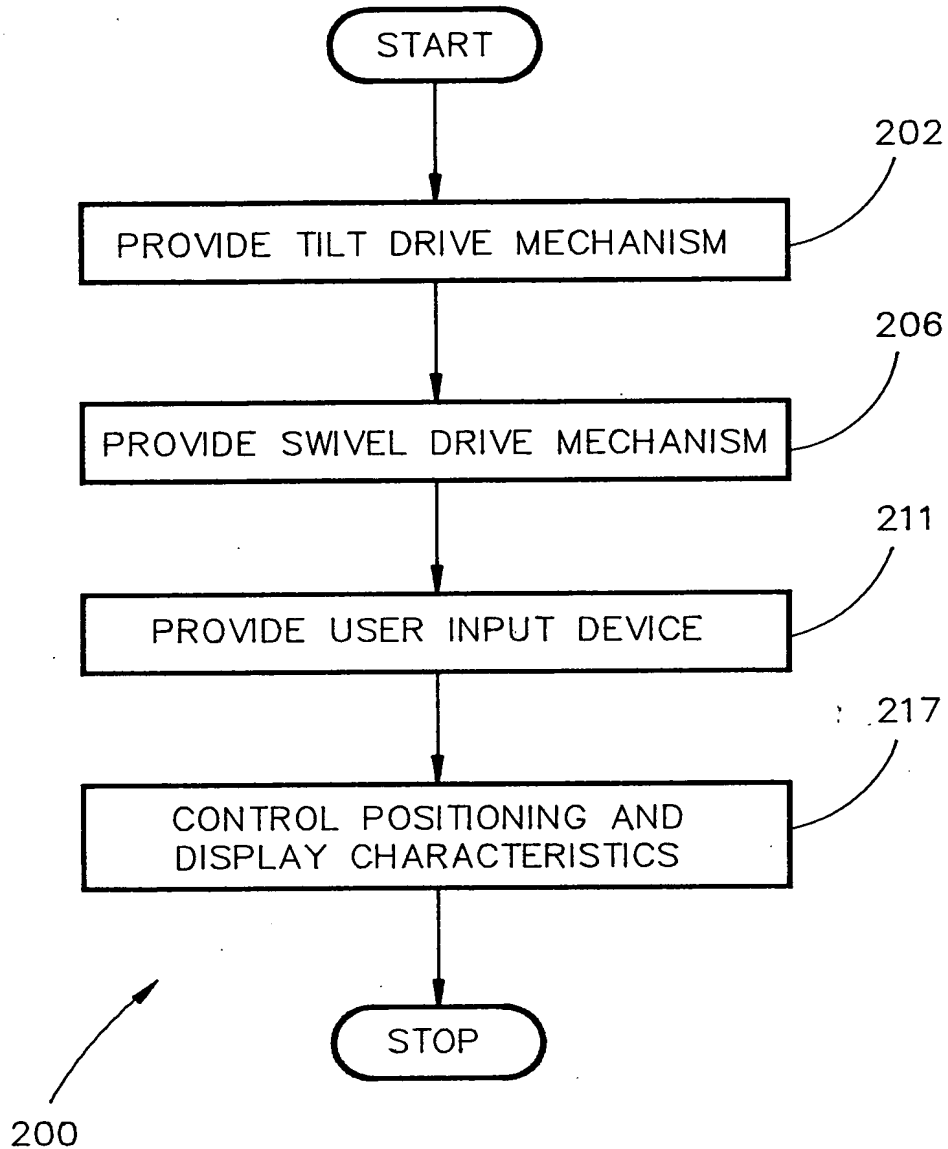 START
202
PROVIDE TILT DRIVE MECHANISM
206
PROVIDE SWIVEL DRIVE MECHANISM
211
PROVIDE USER INPUT DEVICE
217
CONTROL POSITIONING AND
DISPLAY CHARACTERISTICS
STOP
200